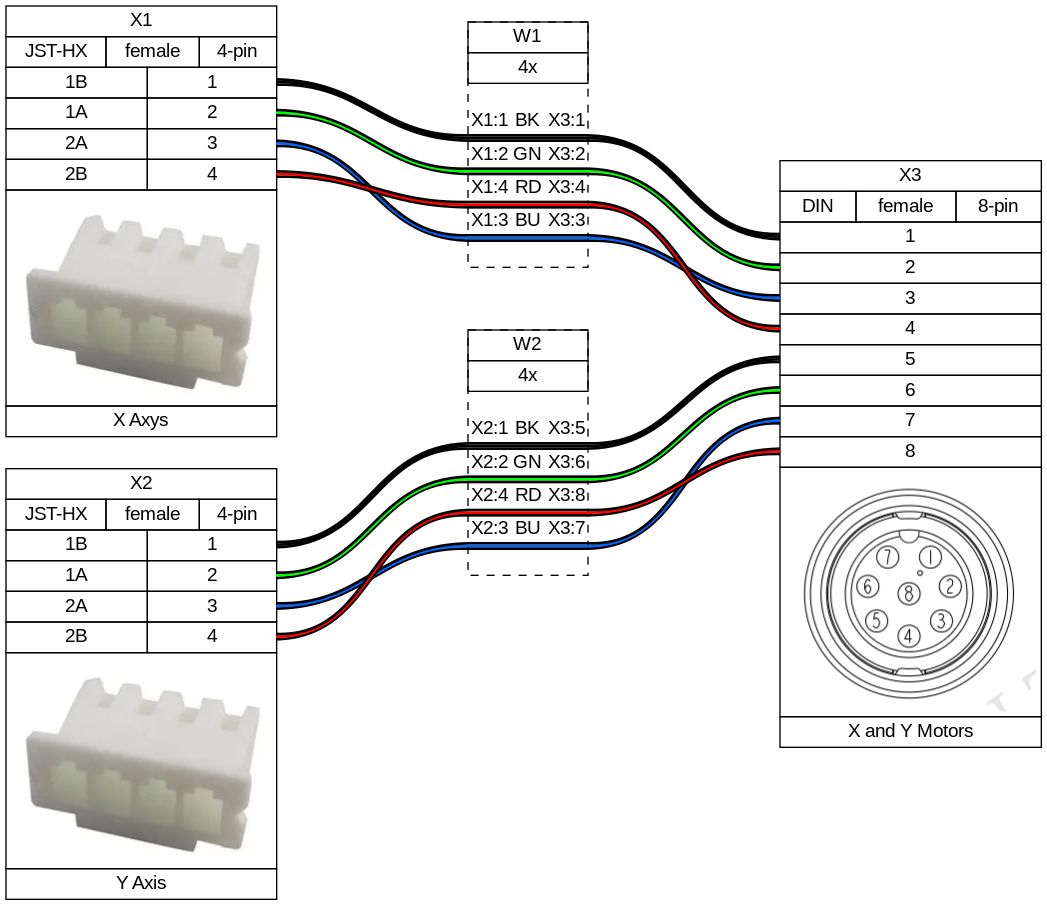 X1
JST-HX female 4-pin
1B 1
1A 2
2A 3
2B 4
X Axys
W1
4x
X1:1 BK X3:1
X1:2 GN X3:2
X1:4 RD X3:4
X1:3 BU X3:3
X2
JST-HX female 4-pin
1B 1
1A 2
2A 3
2B 4
Y Axis
W2
4x
X2:1 BK X3:5
X2:2 GN X3:6
X2:4 RD X3:8
X2:3 BU X3:7
X3
DIN female 8-pin
1
2
3
4
5
6
7
8
7 1
6 8 2
5 3
4
X and Y Motors